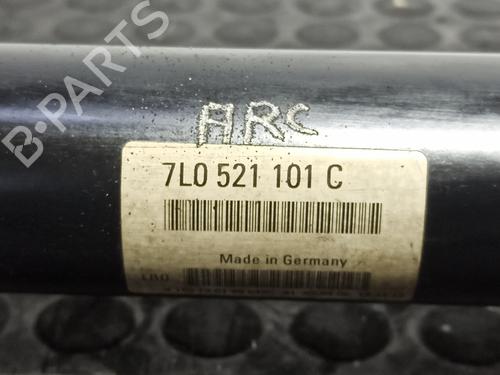 B-PARTS
ARC
7L0 521 101 C
Made in Germany